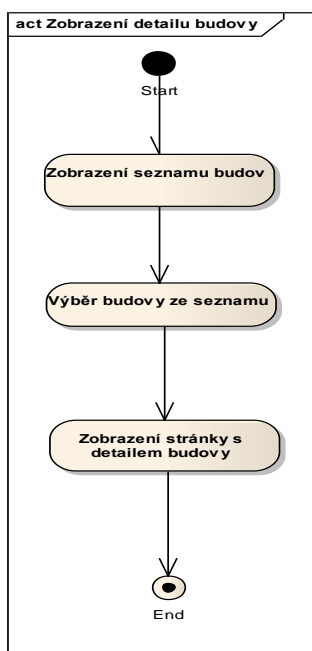 act Zobrazení detailu budovy
Start
Zobrazení seznamu budov
Výběr budovy ze seznamu
Zobrazení stránky s
detailem budovy
End